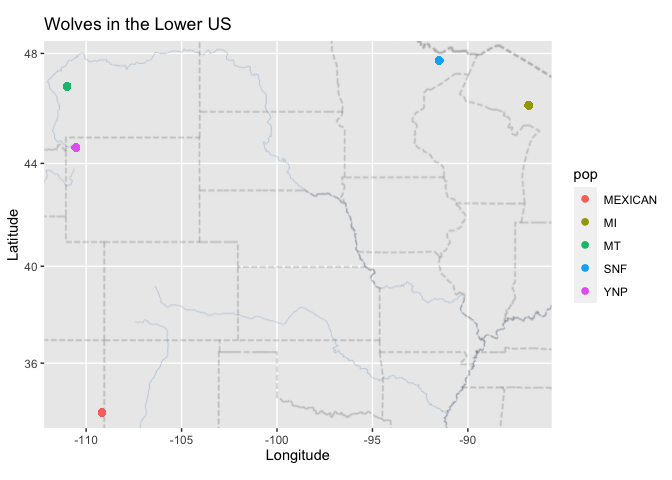 Wolves in the Lower US
48
44
40
36
Latitude
-110
-105
-100
-95
-90
Longitude
pop
MEXICAN
MI
MT
SNF
YNP